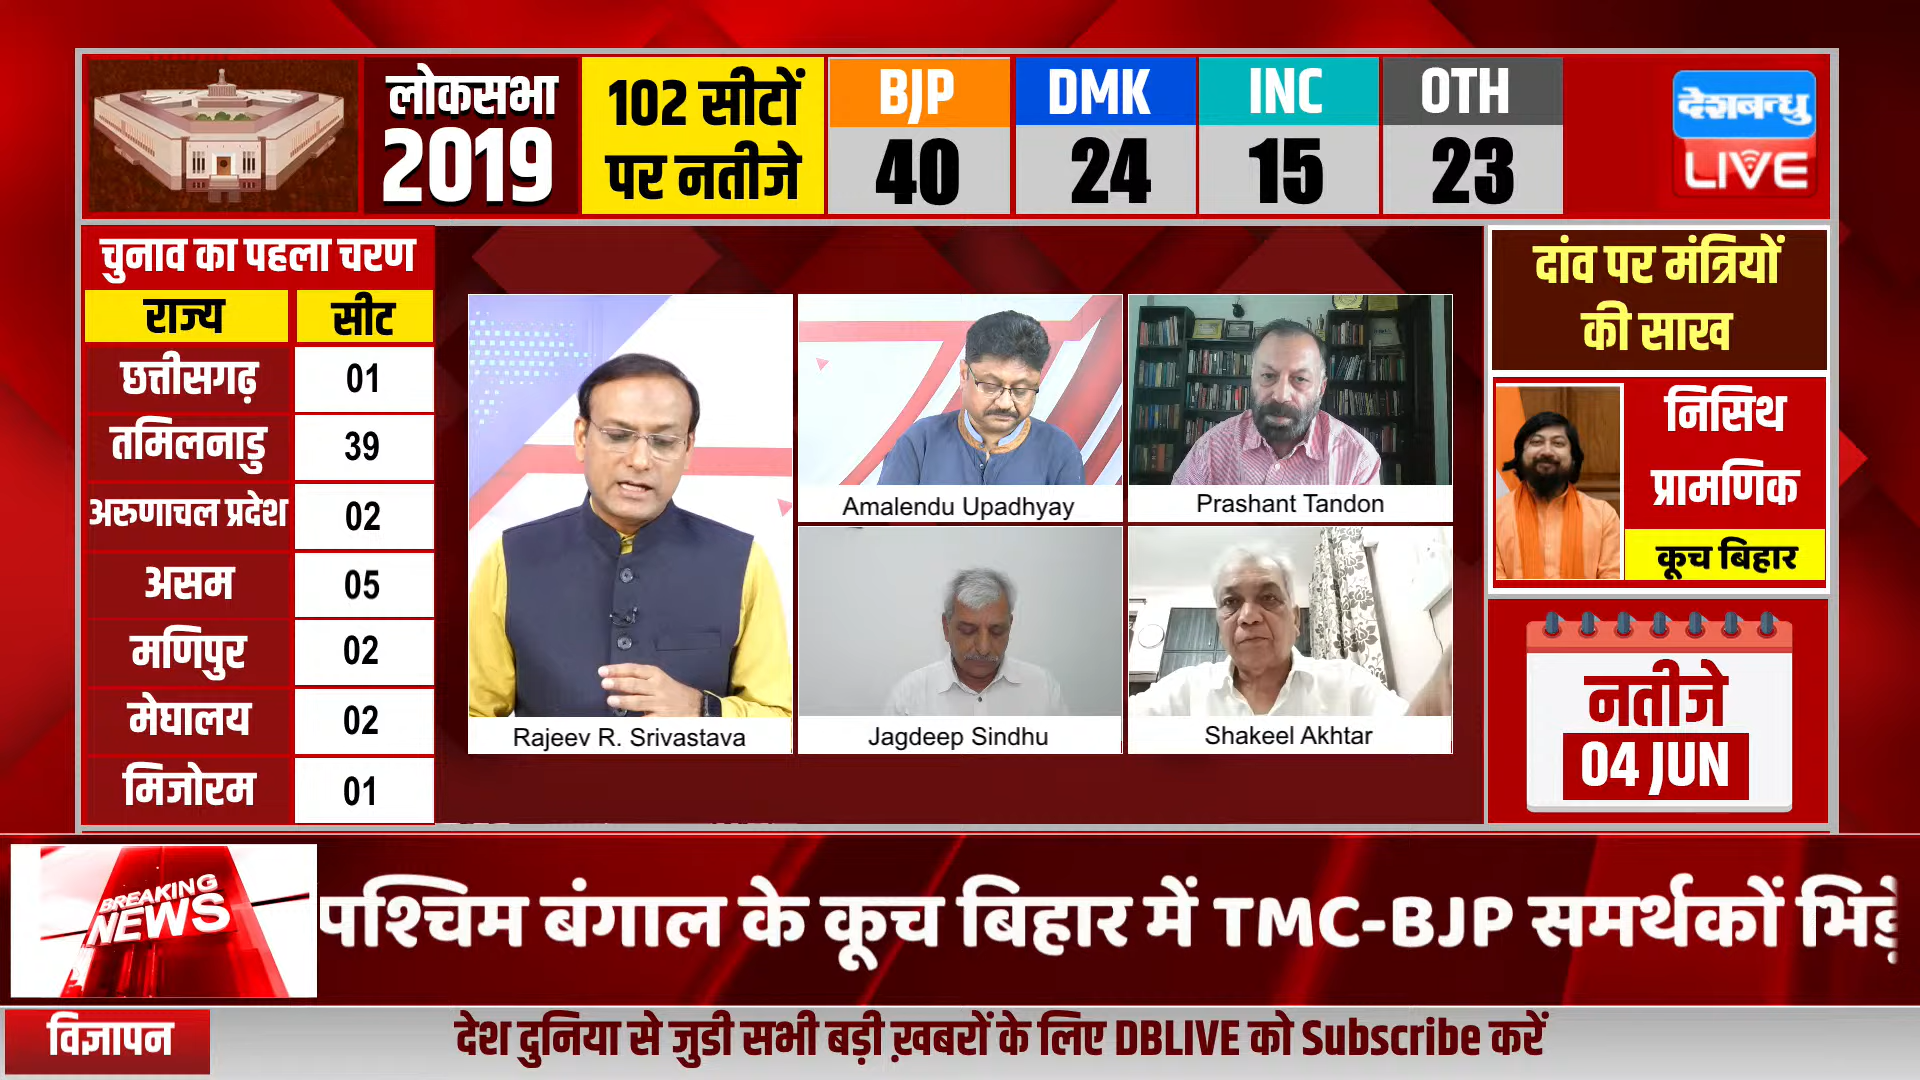 लोकसभा
2019
102 सीटों
पर नतीजे
BJP
40
DMK
24
INC
15
OTH
23
देशबन्धु
LIVE
चुनाव का पहला चरण
राज्य सीट
छत्तीसगढ़ 01
तमिलनाडु 39
अरुणाचल प्रदेश 02
असम 05
मणिपुर 02
मेघालय 02
मिजोरम 01
Rajeev R. Srivastava
Amalendu Upadhyay
Prashant Tandon
Jagdeep Sindhu
Shakeel Akhtar
दांव पर मंत्रियों
की साख
निसिथ
प्रामणिक
कूच बिहार
नतीजे
04 JUN
BREAKING
NEWS
पश्चिम बंगाल के कूच बिहार में TMC-BJP समर्थकों भिड़े
विज्ञापन
देश दुनिया से जुडी सभी बड़ी ख़बरों के लिए DBLIVE को Subscribe करें